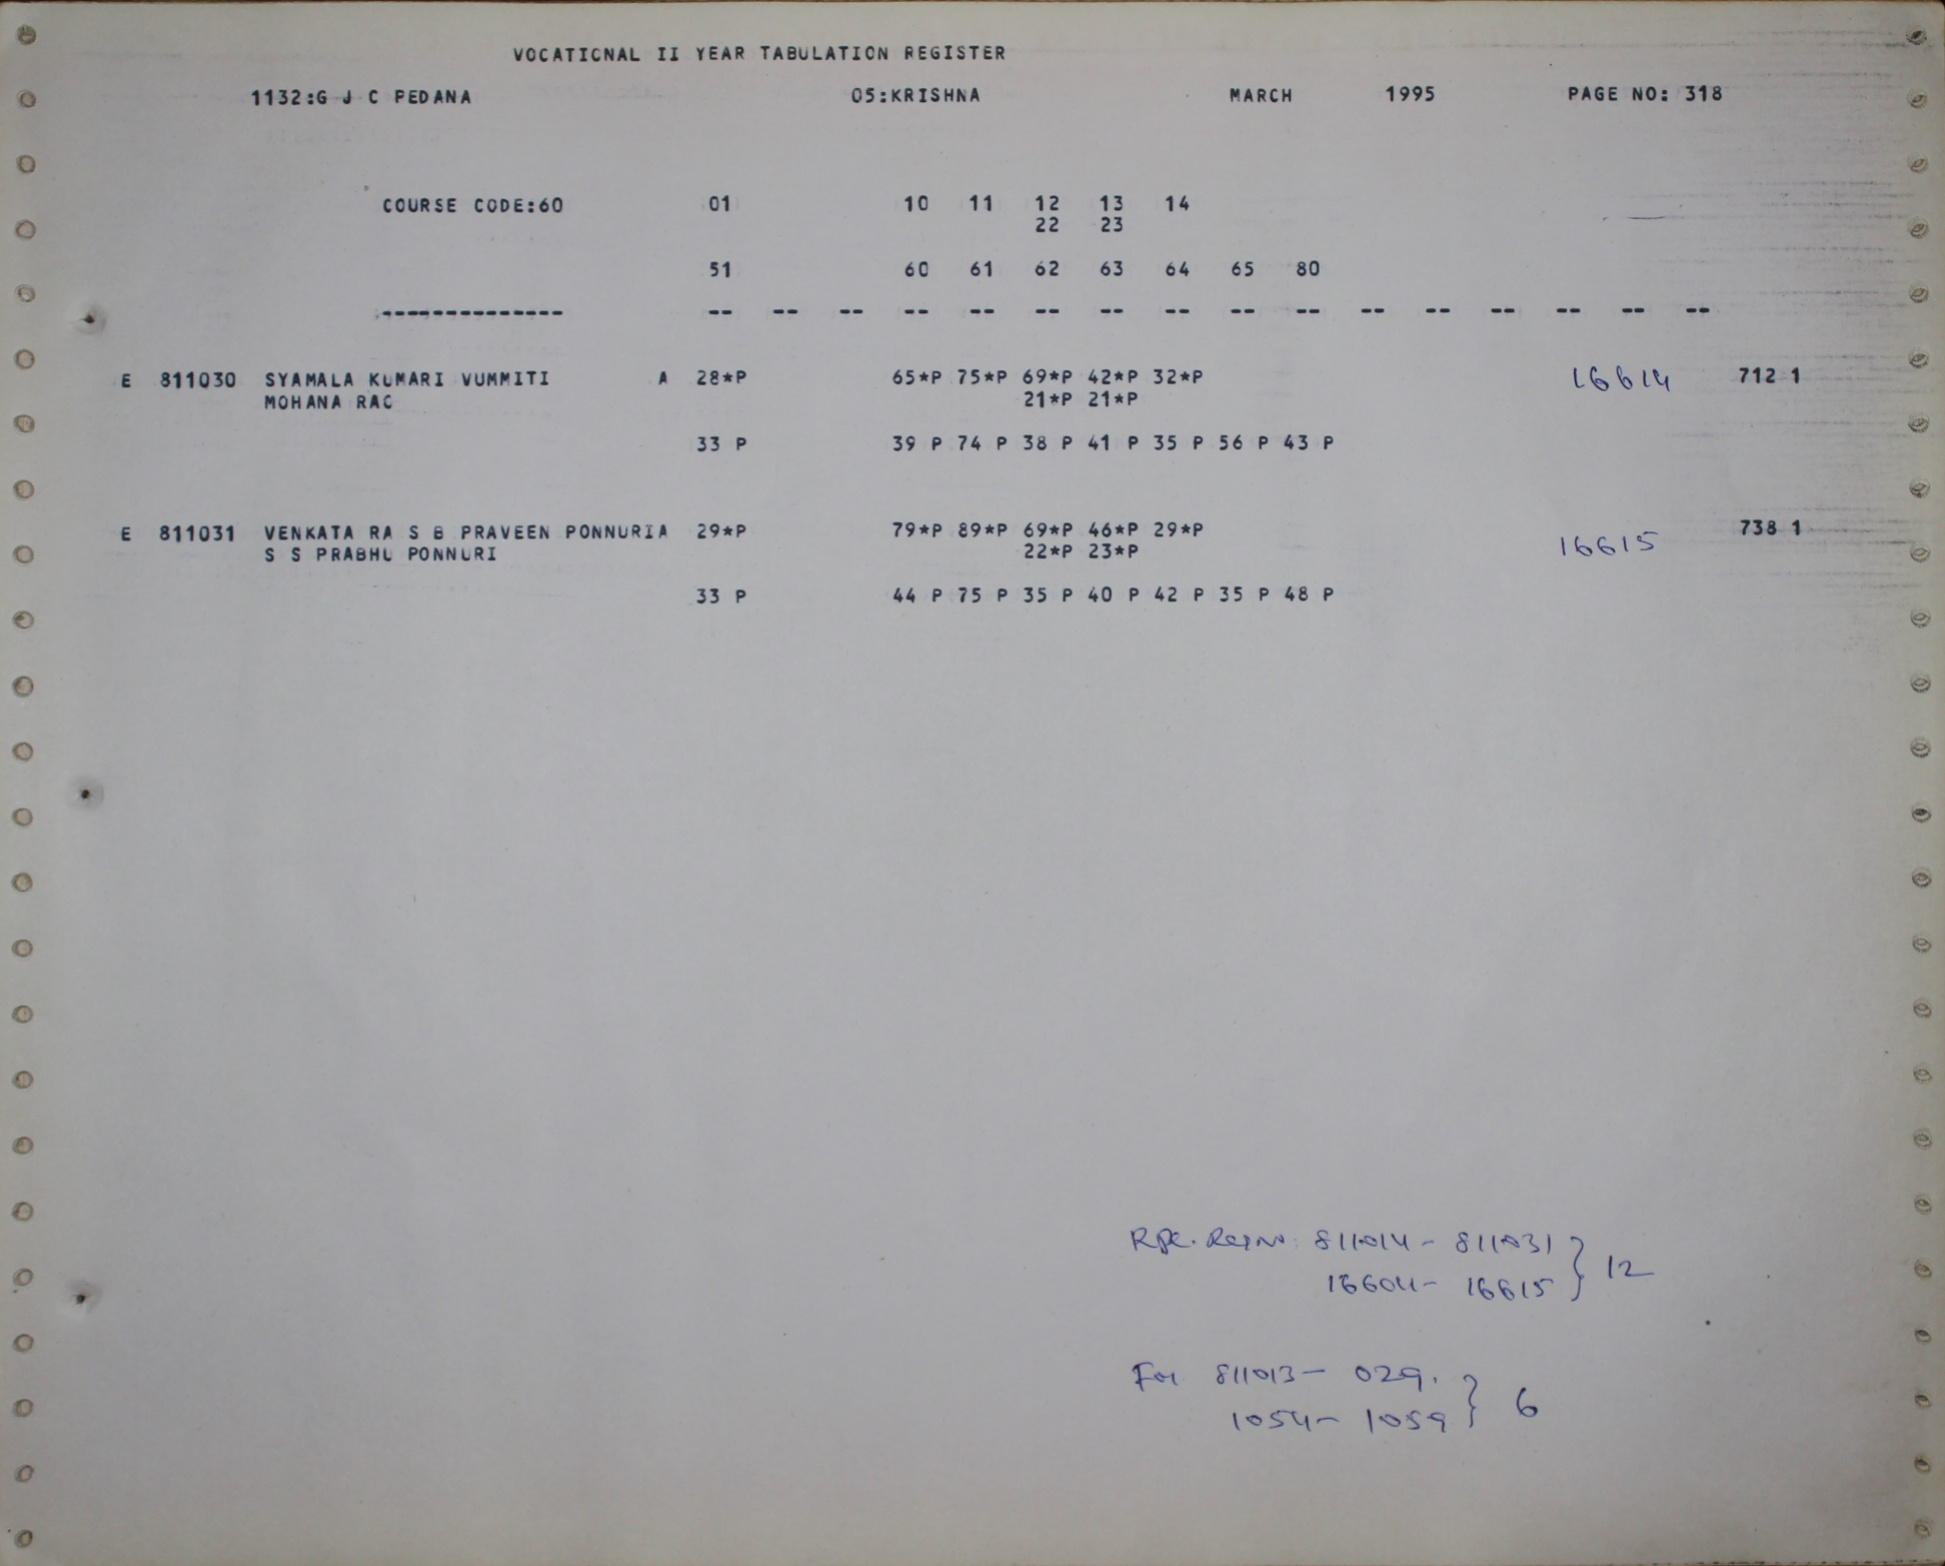 VOCATIONAL II YEAR TABULATION REGISTER
1132:G J C PEDANA 05:KRISHNA MARCH 1995 PAGE NO: 318
COURSE CODE:60 01 10 11 12 13 14
22 23
51 60 61 62 63 64 65 80
-------------- -- -- -- -- -- -- -- -- -- -- -- -- -- -- -- --
E 811030 SYAMALA KUMARI VUMMITI A 28*P 65*P 75*P 69*P 42*P 32*P 16614 712 1
MOHANA RAO 21*P 21*P
33 P 39 P 74 P 38 P 41 P 35 P 56 P 43 P
E 811031 VENKATA RA S B PRAVEEN PONNURIA 29*P 79*P 89*P 69*P 46*P 29*P 16615 738 1
S S PRABHU PONNURI 22*P 23*P
33 P 44 P 75 P 35 P 40 P 42 P 35 P 48 P
811014 - 811031 } 12
16604 - 16615
For 811013 - 029. } 6
1054 - 1059